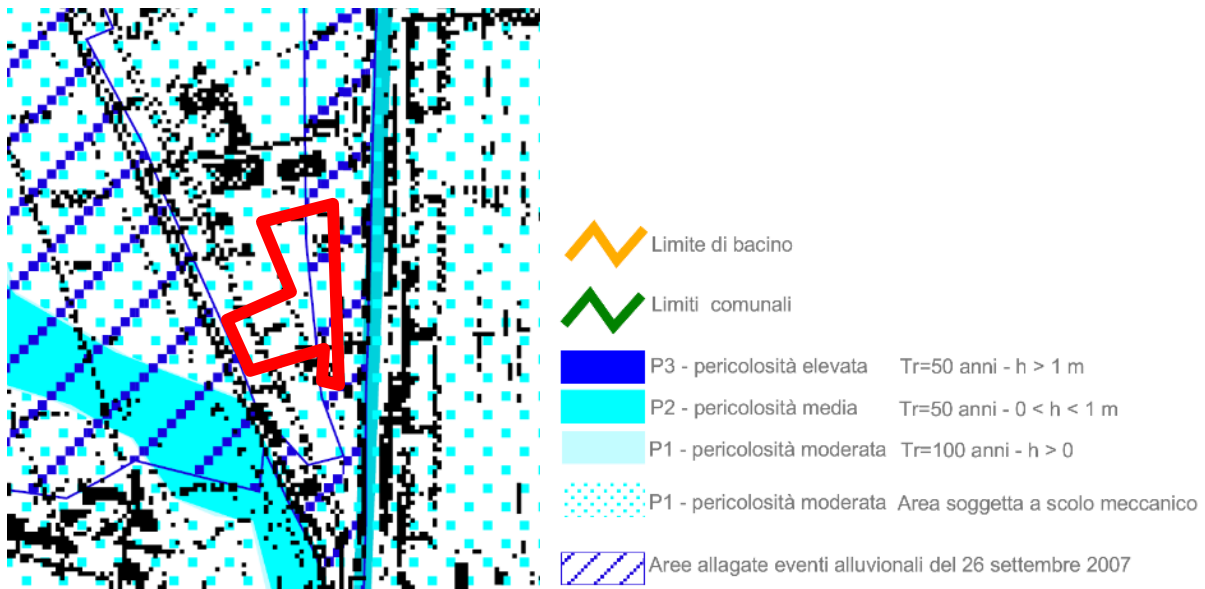 Limite di bacino
Limiti comunali
P3 - pericolosità elevata Tr=50 anni - h > 1 m
P2 - pericolosità media Tr=50 anni - 0 < h < 1 m
P1 - pericolosità moderata Tr=100 anni - h > 0
P1 - pericolosità moderata Area soggetta a scolo meccanico
Aree allagate eventi alluvionali del 26 settembre 2007